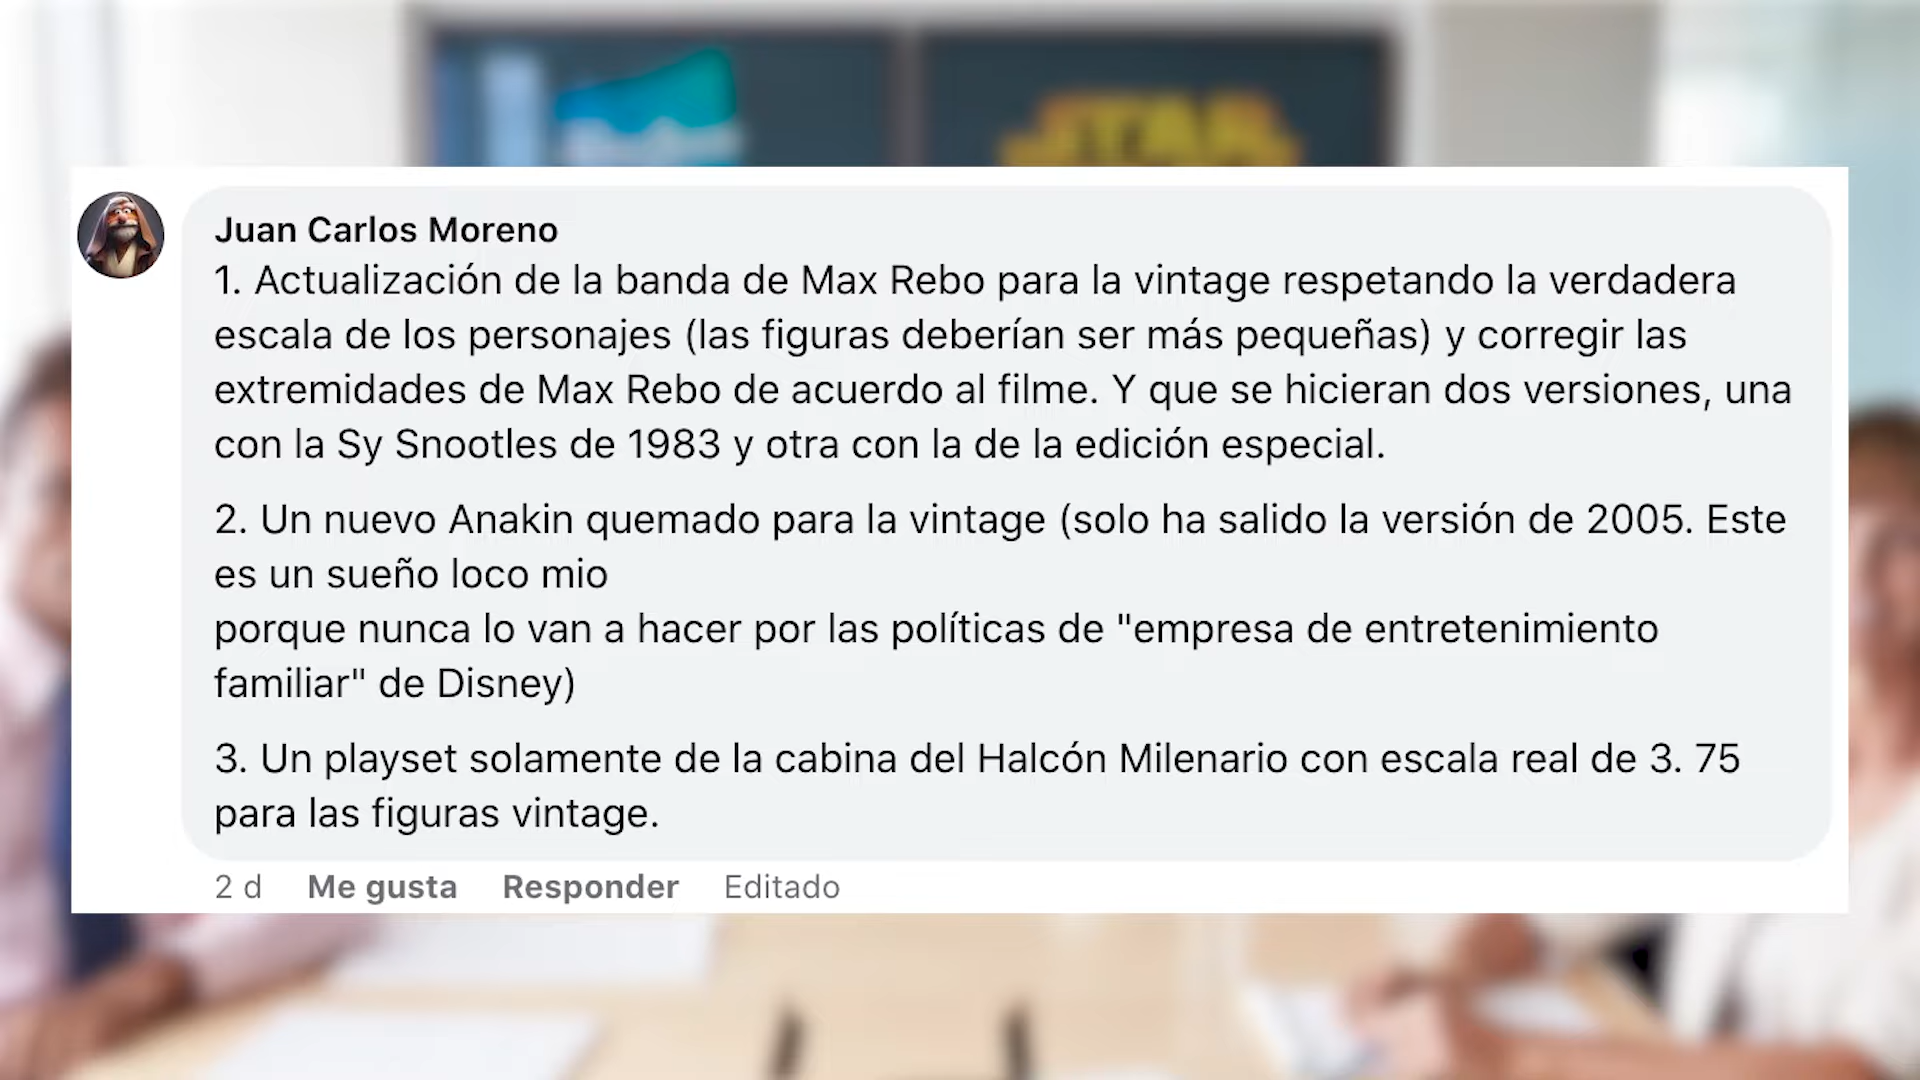 STAR
Juan Carlos Moreno
1. Actualización de la banda de Max Rebo para la vintage respetando la verdadera
escala de los personajes (las figuras deberían ser más pequeñas) y corregir las
extremidades de Max Rebo de acuerdo al filme. Y que se hicieran dos versiones, una
con la Sy Snootles de 1983 y otra con la de la edición especial.
2. Un nuevo Anakin quemado para la vintage (solo ha salido la versión de 2005. Este
es un sueño loco mio
porque nunca lo van a hacer por las políticas de "empresa de entretenimiento
familiar" de Disney)
3. Un playset solamente de la cabina del Halcón Milenario con escala real de 3. 75
para las figuras vintage.
2 d Me gusta Responder Editado